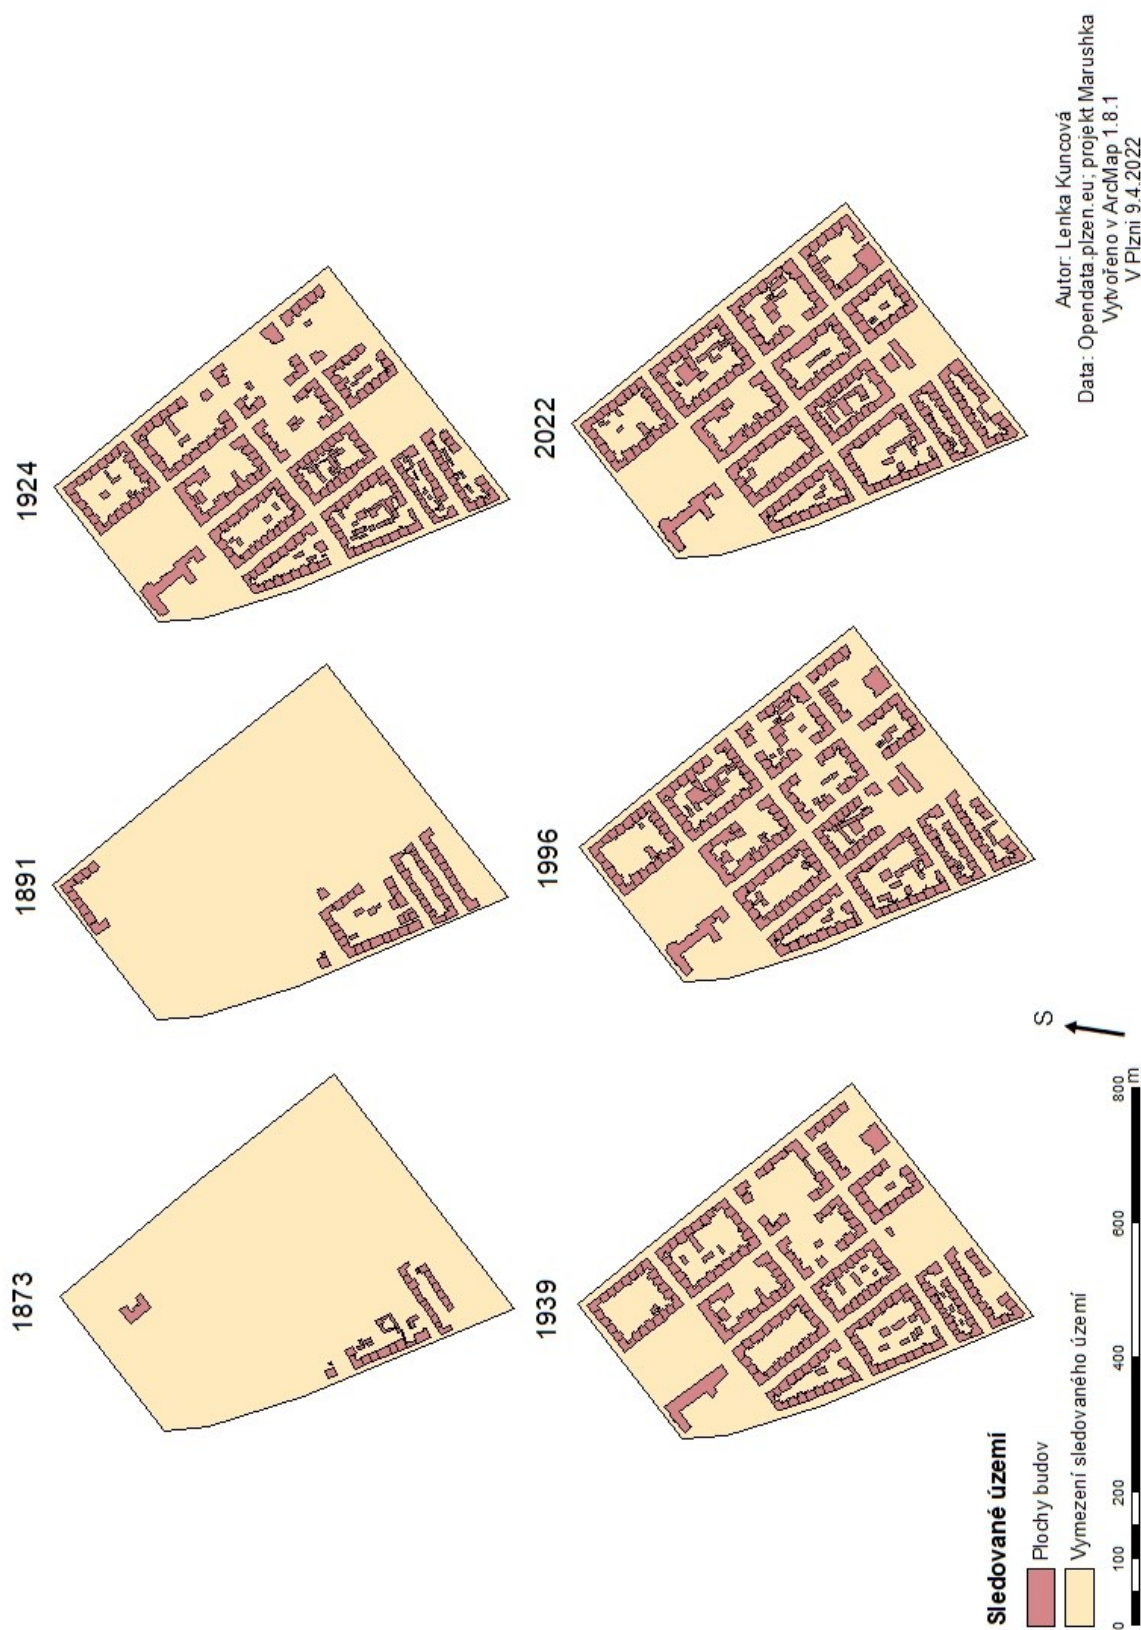 1873
1891
1924
1939
1996
2022
Sledované území
Plochy budov
Vymezení sledovaného území
0 100 200 400 600 800
m
S
Autor: Lenka Kuncová
Data: Opendata.plzen.eu; projekt Marushka
Vytvořeno v ArcMap 1.8.1
V Plzni 9.4.2022